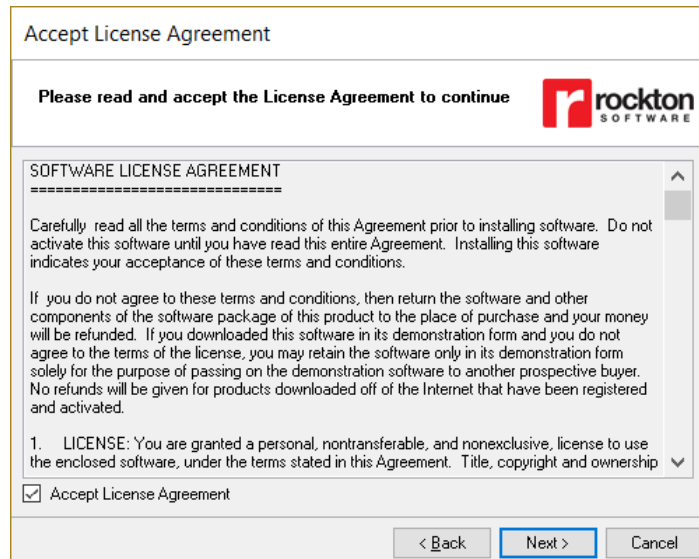 Accept License Agreement
Please read and accept the License Agreement to continue
rockton
SOFTWARE
SOFTWARE LICENSE AGREEMENT
==============================
Carefully  read all the terms and conditions of this Agreement prior to installing software.  Do not
activate this software until you have read this entire Agreement.  Installing this software
indicates your acceptance of these terms and conditions.
If  you do not agree to these terms and conditions, then return the software and other
components of the software package of this product to the place of purchase and your money
will be refunded.  If you downloaded this software in its demonstration form and you do not
agree to the terms of the license, you may retain the software only in its demonstration form
solely for the purpose of passing on the demonstration software to another prospective buyer.
No refunds will be given for products downloaded off of the Internet that have been registered
and activated.
1.    LICENSE: You are granted a personal, nontransferable, and nonexclusive, license to use
the enclosed software, under the terms stated in this Agreement.  Title, copyright and ownership
Accept License Agreement
< Back
Next >
Cancel